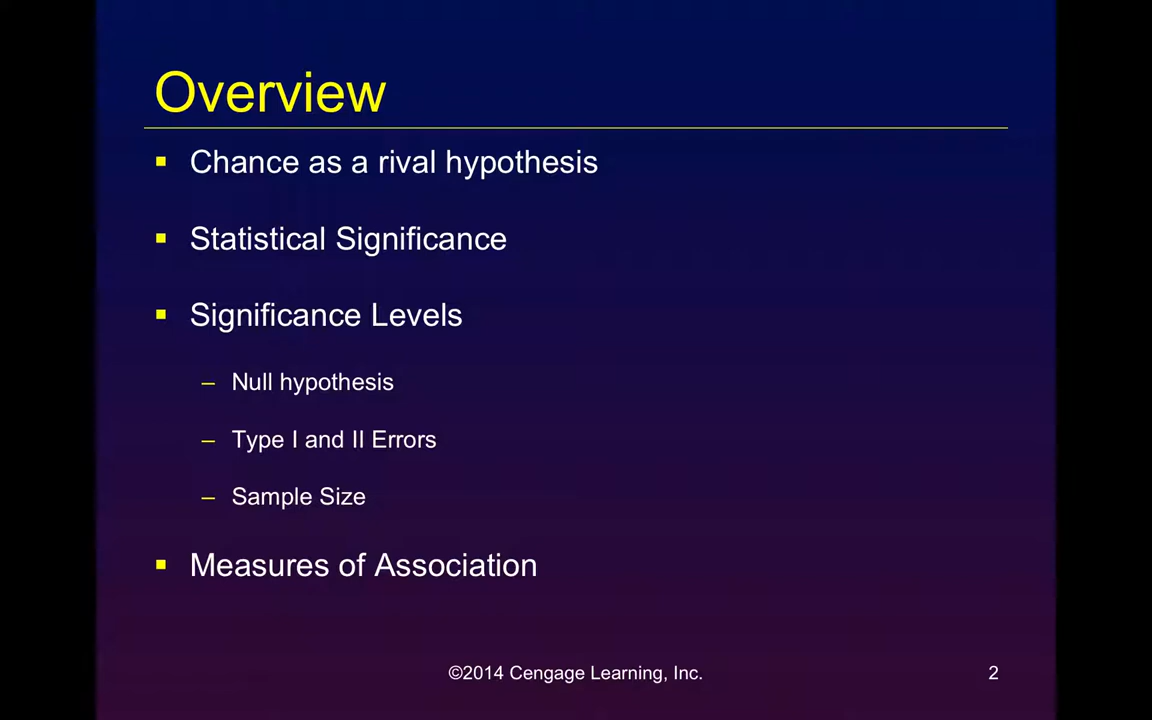 Overview
▪ Chance as a rival hypothesis
▪ Statistical Significance
▪ Significance Levels
– Null hypothesis
– Type I and II Errors
– Sample Size
▪ Measures of Association
©2014 Cengage Learning, Inc.
2